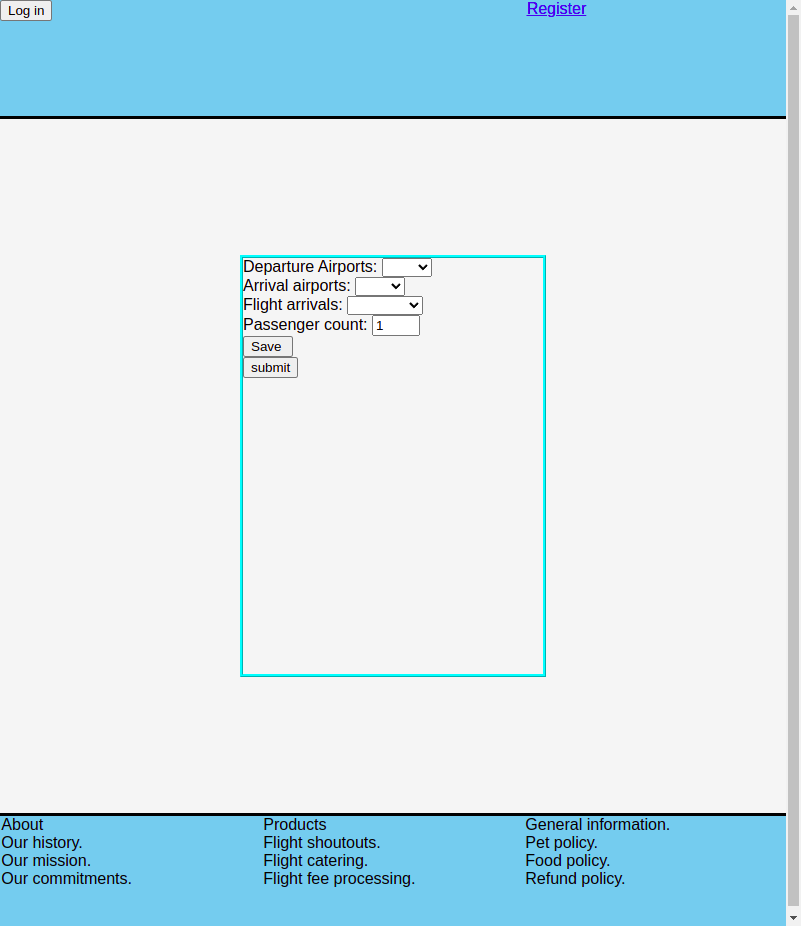 Log in
Register
Departure Airports:
Arrival airports:
Flight arrivals:
Passenger count: 1
Save
submit
About
Our history.
Our mission.
Our commitments.
Products
Flight shoutouts.
Flight catering.
Flight fee processing.
General information.
Pet policy.
Food policy.
Refund policy.